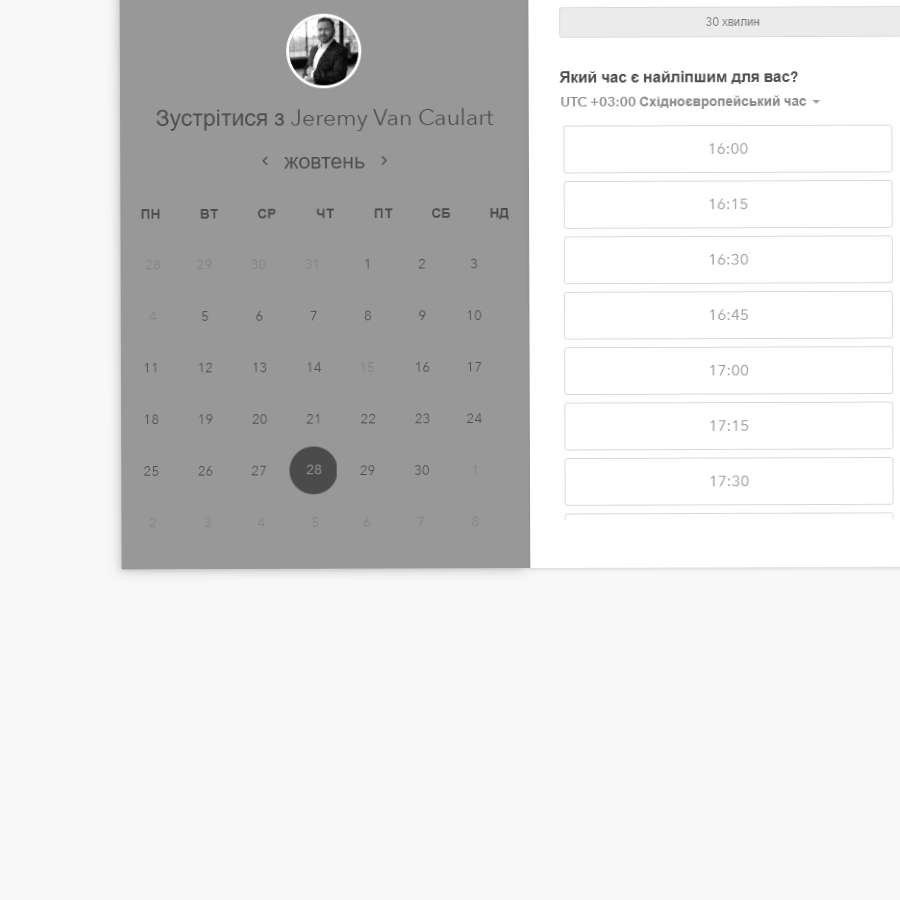 Зустрітися з Jeremy Van Caulart
жовтень
ПН ВТ СР ЧТ ПТ СБ НД
28 29 30 31 1 2 3
4 5 6 7 8 9 10
11 12 13 14 15 16 17
18 19 20 21 22 23 24
25 26 27 28 29 30 1
2 3 4 5 6 7 8
30 хвилин
Який час є найліпшим для вас?
UTC +03:00 Східноєвропейський час
16:00
16:15
16:30
16:45
17:00
17:15
17:30